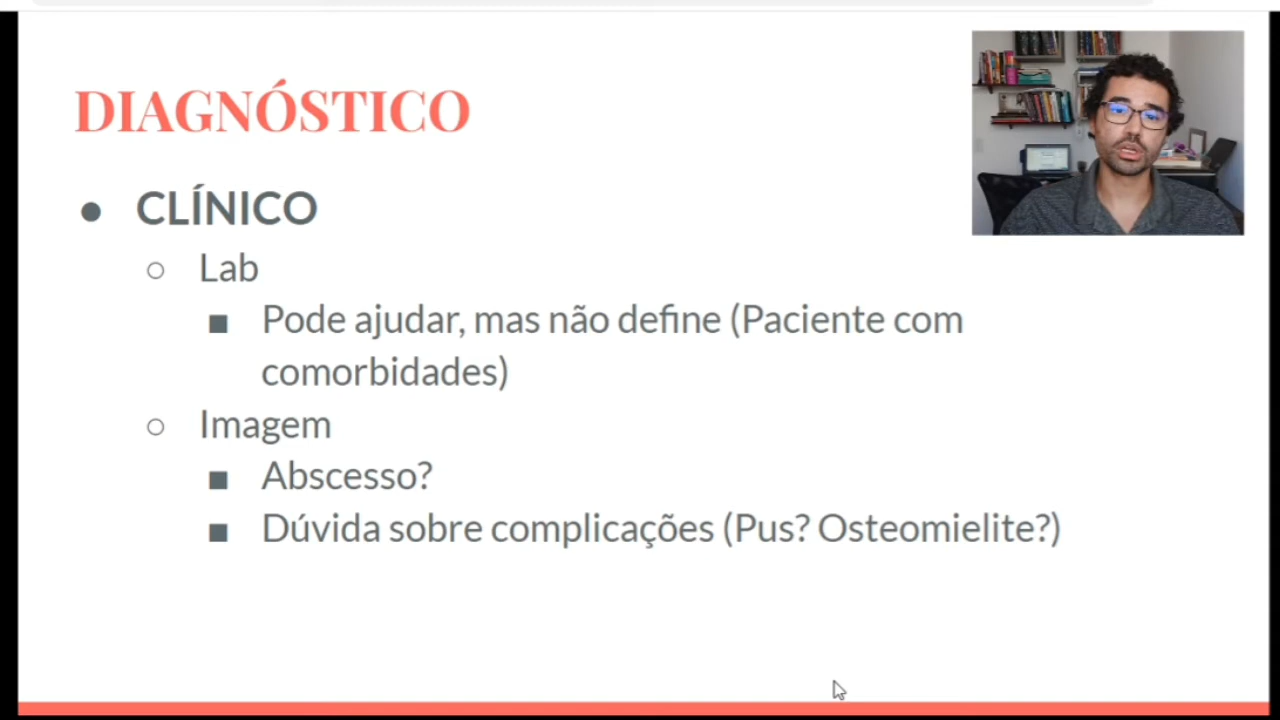 DIAGNÓSTICO
● CLÍNICO
○ Lab
■ Pode ajudar, mas não define (Paciente com
comorbidades)
○ Imagem
■ Abscesso?
■ Dúvida sobre complicações (Pus? Osteomielite?)